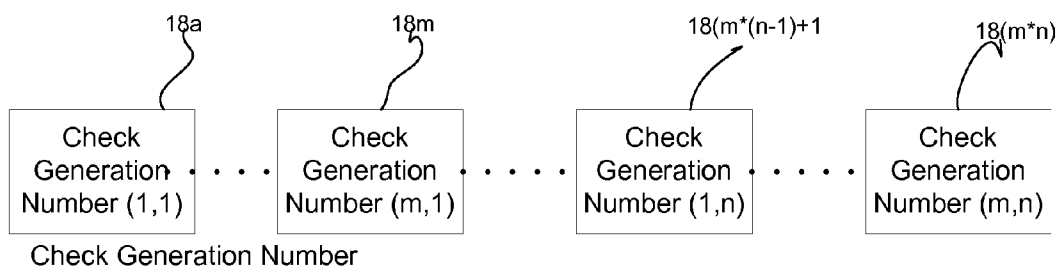 18a
18m
18(m*(n-1)+1
18(m*n)
Check
Generation
Number (1,1)
Check
Generation
Number (m,1)
Check
Generation
Number (1,n)
Check
Generation
Number (m,n)
Check Generation Number